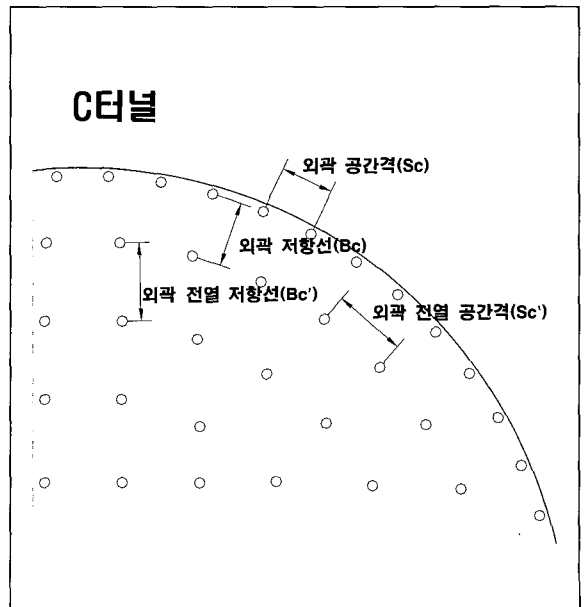 C터널
외곽 공간격(Sc)
외곽 저항선(Bc)
외곽 전열 저항선(Bc')
외곽 전열 공간격(Sc')